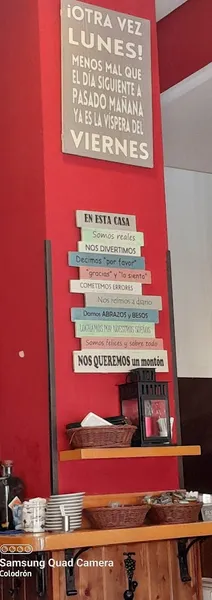 ¡OTRA VEZ
LUNES!
MENOS MAL QUE
EL DÍA SIGUIENTE A
PASADO MAÑANA
YA ES LA VÍSPERA DEL
VIERNES
EN ESTA CASA
Somos reales
NOS DIVERTIMOS
Decimos "por favor"
"gracias" y "lo siento"
COMETEMOS ERRORES
Nos reímos a diario
Damos ABRAZOS y BESOS
LUCHAMOS POR NUESTROS SUEÑOS
Somos felices y sobre todo
NOS QUEREMOS un montón
Samsung Quad Camera
Colodrón